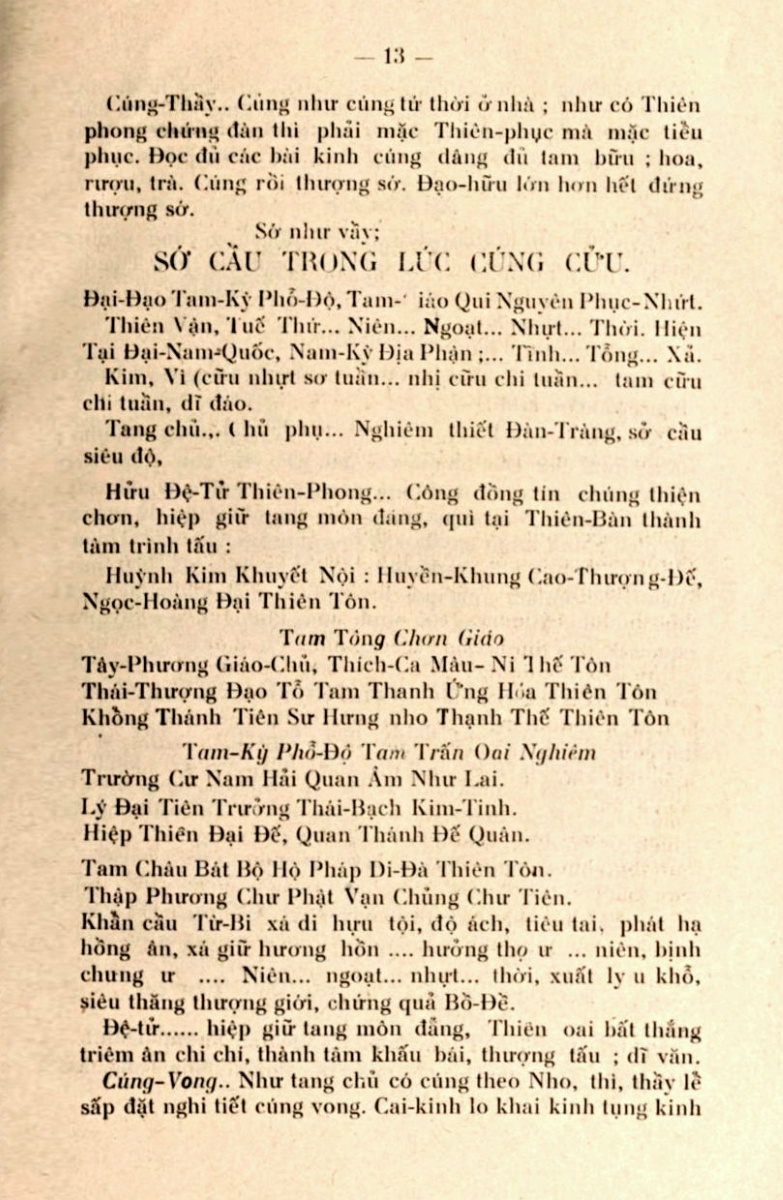 — 13 —
Cúng-Thầy.. Cúng như cúng tứ thời ở nhà ; như có Thiên
phong chứng đàn thì phải mặc Thiên-phục mà mặc tiểu
phục. Đọc đủ các bài kinh cúng dâng đủ tam bữu ; hoa,
rượu, trà. Cúng rồi thượng sớ. Đạo-hữu lớn hơn hết đứng
thượng sớ.
Sớ như vầy;
SỚ CẦU TRONG LÚC CÚNG CỬU.
Đại-Đạo Tam-Kỳ Phổ-Độ, Tam- iáo Qui Nguyên Phục-Nhứt.
Thiên Vận, Tuế Thứ... Niên... Ngoạt... Nhựt... Thời. Hiện
Tại Đại-Nam-Quốc, Nam-Kỳ Địa Phận ;... Tĩnh... Tổng... Xả.
Kim, Vì (cữu nhựt sơ tuần... nhị cữu chi tuần... tam cữu
chi tuần, dĩ đáo.
Tang chủ.,. Chủ phụ... Nghiêm thiết Đàn-Tràng, sớ cầu
siêu độ,
Hửu Đệ-Tử Thiên-Phong... Công đồng tín chúng thiện
chơn, hiệp giữ tang môn đảng, quì tại Thiên-Bàn thành
tâm trình tấu :
Huỳnh Kim Khuyết Nội : Huyền-Khung Cao-Thượng-Đế,
Ngọc-Hoàng Đại Thiên Tôn.
Tam Tông Chơn Giáo
Tây-Phương Giáo-Chủ, Thích-Ca Mâu- Ni Thế Tôn
Thái-Thượng Đạo Tổ Tam Thanh Ứng Hóa Thiên Tôn
Khổng Thánh Tiên Sư Hưng nho Thạnh Thế Thiên Tôn
Tam-Kỳ Phổ-Độ Tam Trấn Oai Nghiêm
Trường Cư Nam Hải Quan Âm Như Lai.
Lý Đại Tiên Trưởng Thái-Bạch Kim-Tinh.
Hiệp Thiên Đại Đế, Quan Thánh Đế Quân.
Tam Châu Bát Bộ Hộ Pháp Di-Đà Thiên Tôn.
Thập Phương Chư Phật Vạn Chủng Chư Tiên.
Khẩn cầu Từ-Bi xá di hựu tội, độ ách, tiêu tai, phát hạ
hồng ân, xá giữ hương hồn .... hưởng thọ ư ... niên, bịnh
chung ư .... Niên... ngoạt... nhựt... thời, xuất ly u khổ,
siêu thăng thượng giới, chứng quả Bồ-Đề.
Đệ-tử...... hiệp giữ tang môn đẳng, Thiên oai bất thắng
triêm ân chi chi, thành tâm khấu bái, thượng tấu ; dĩ văn.
Cúng-Vong.. Như tang chủ có cúng theo Nho, thì, thầy lễ
sấp đặt nghi tiết cúng vong. Cai-kinh lo khai kinh tụng kinh